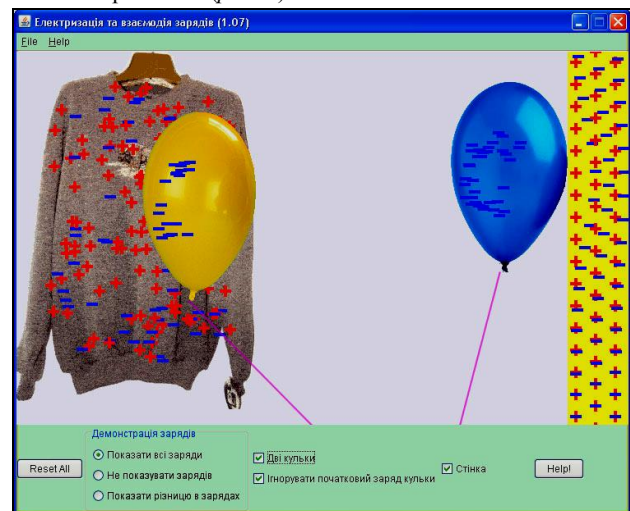 Електризація та взаємодія зарядів (1.07)
File Help
Демонстрація зарядів
Показати всі заряди
Не показувати зарядів
Показати різницю в зарядах
Дві кульки
Ігнорувати початковий заряд кульки
Стінка
Reset All
Help!